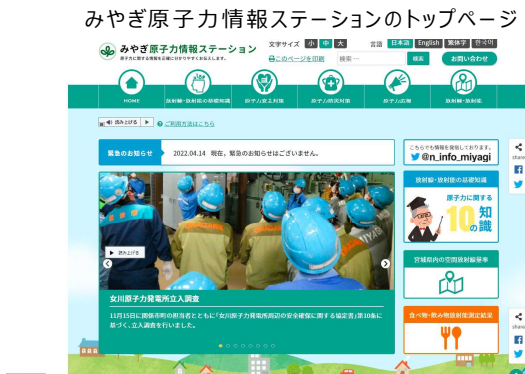 みやぎ原子力情報ステーションのトップページ
みやぎ原子力情報ステーション
原子力に関する情報を正確に分かりやすくお伝えします。
文字サイズ 小 中 大 言語 日本語 English 繁体字 한국어
このページを印刷 検索… 検索 お問い合わせ
HOME 放射線・放射能の基礎知識 原子力安全対策 原子力防災対策 原子力広報 放射線・放射能
読み上げる ご利用方法はこちら
緊急のお知らせ 2022.04.14 現在、緊急のお知らせはございません。
こちらでも情報を発信しております。
@n_info_miyagi
share
放射線・放射能の基礎知識
原子力に関する
10の知識
読み上げる
宮城県内の空間放射線量率
女川原子力発電所立入調査
11月15日に関係市町の担当者とともに「女川原子力発電所周辺の安全確保に関する協定書」第10条に
基づく、立入調査を行いました。
食べ物・飲み物放射能測定結果
share